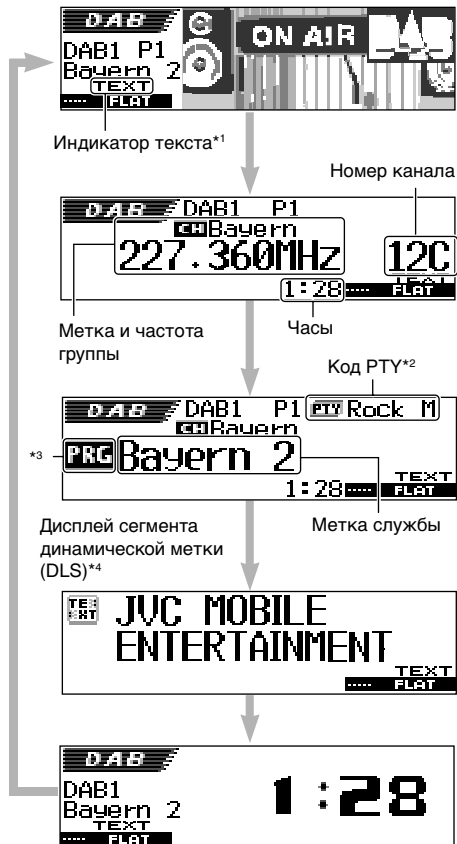 DAB
ON AIR
DAB1 P1
Bayern 2
TEXT
FLAT
Индикатор текста*1
Номер канала
DAB DAB1 P1
CH Bayern
227.360MHz 12C
TEXT
1:28 FLAT
Метка и частота
группы
Часы
Код PTY*2
DAB DAB1 P1 PTY Rock M
CH Bayern
*3 PRG Bayern 2
TEXT
1:28 FLAT
Метка службы
Дисплей сегмента
динамической метки
(DLS)*4
TEXT JVC MOBILE
ENTERTAINMENT
TEXT
FLAT
DAB
DAB1
Bayern 2
TEXT
FLAT
1:28